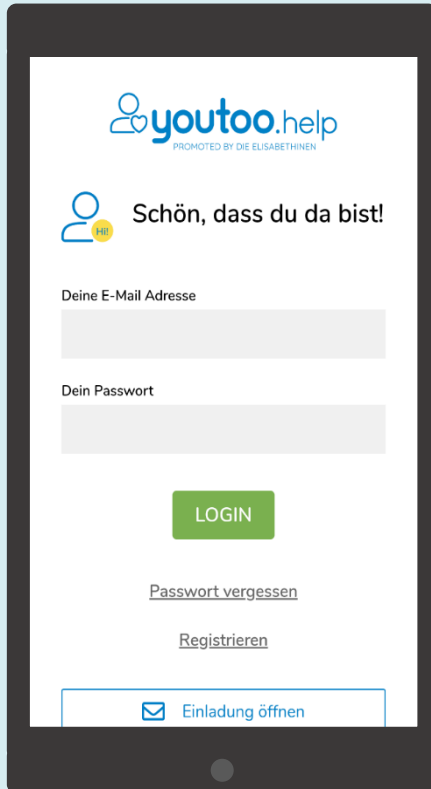 youtoo.help
PROMOTED BY DIE ELISABETHINEN
Hi!
Schön, dass du da bist!
Deine E-Mail Adresse
Dein Passwort
LOGIN
Passwort vergessen
Registrieren
Einladung öffnen